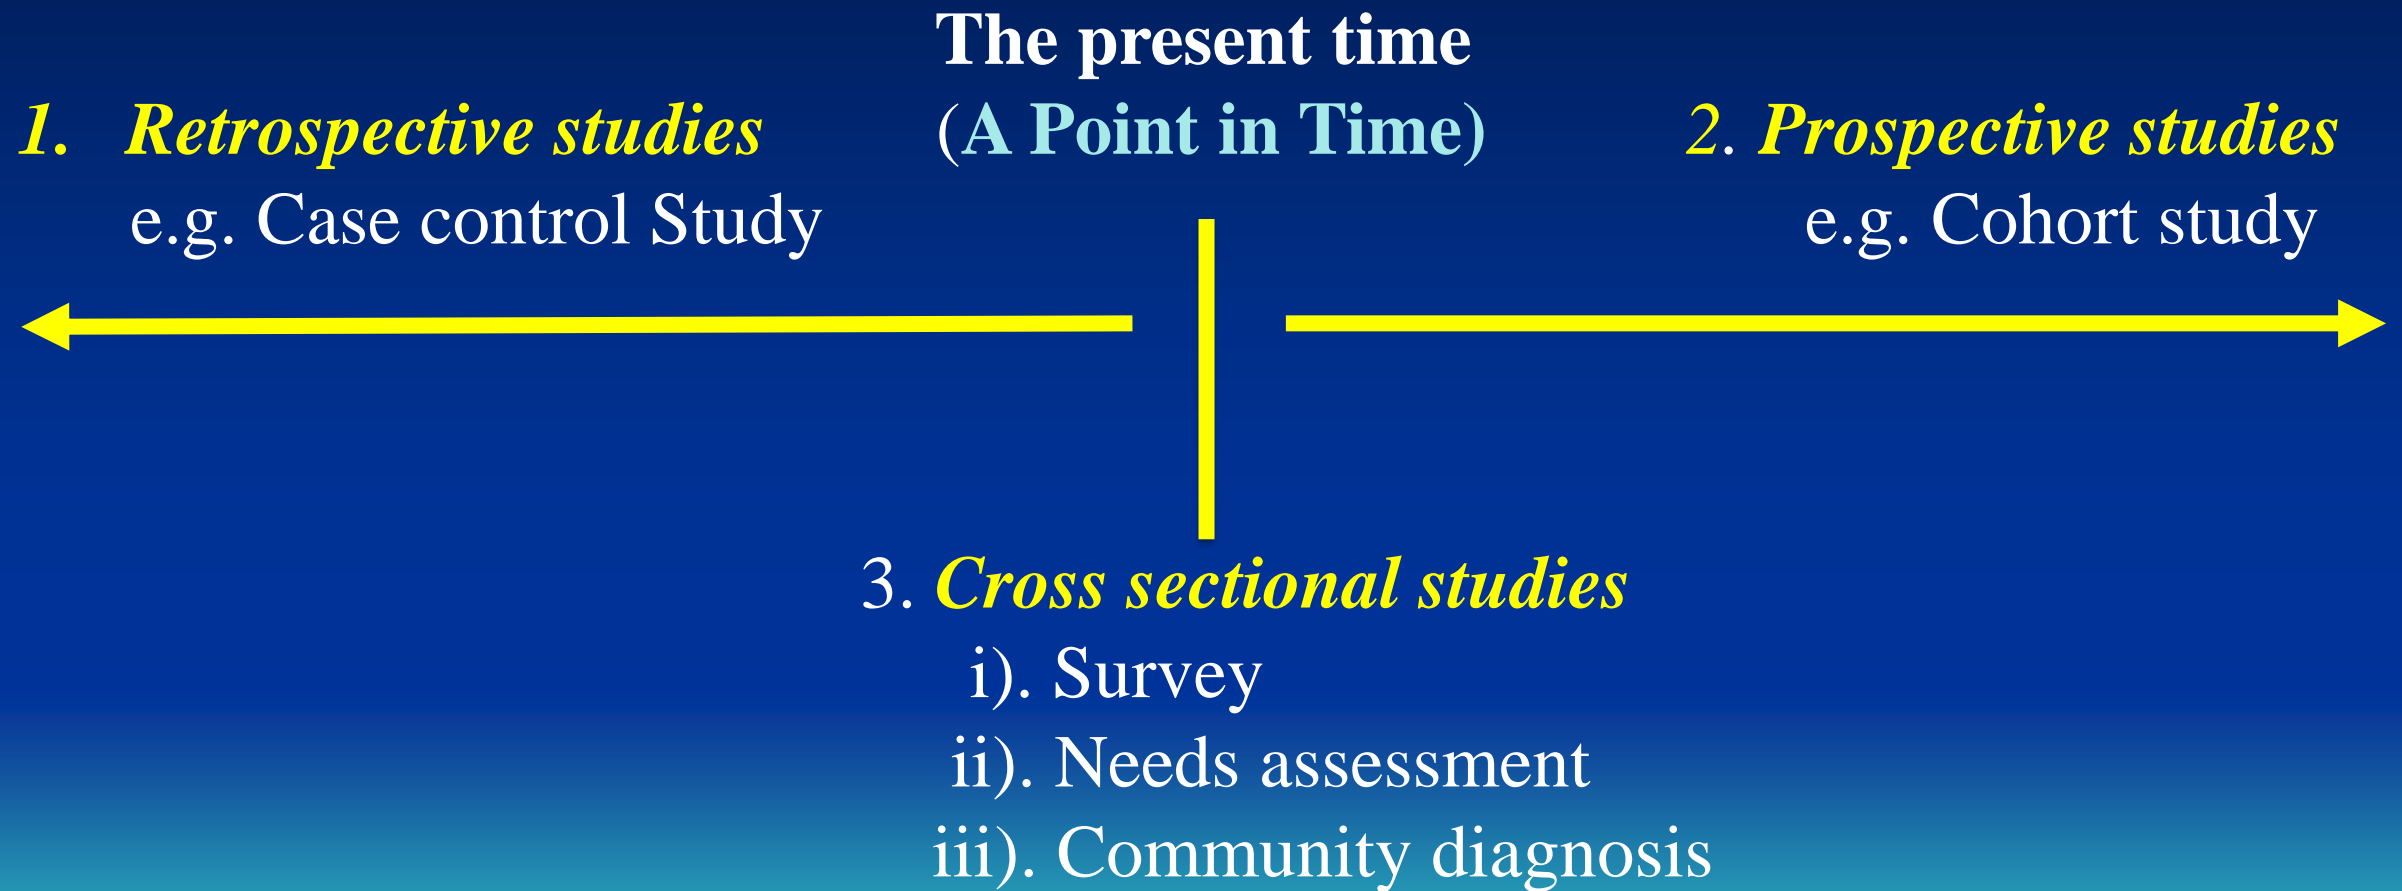 The present time
(A Point in Time)
1. Retrospective studies
e.g. Case control Study
2. Prospective studies
e.g. Cohort study
3. Cross sectional studies
i). Survey
ii). Needs assessment
iii). Community diagnosis